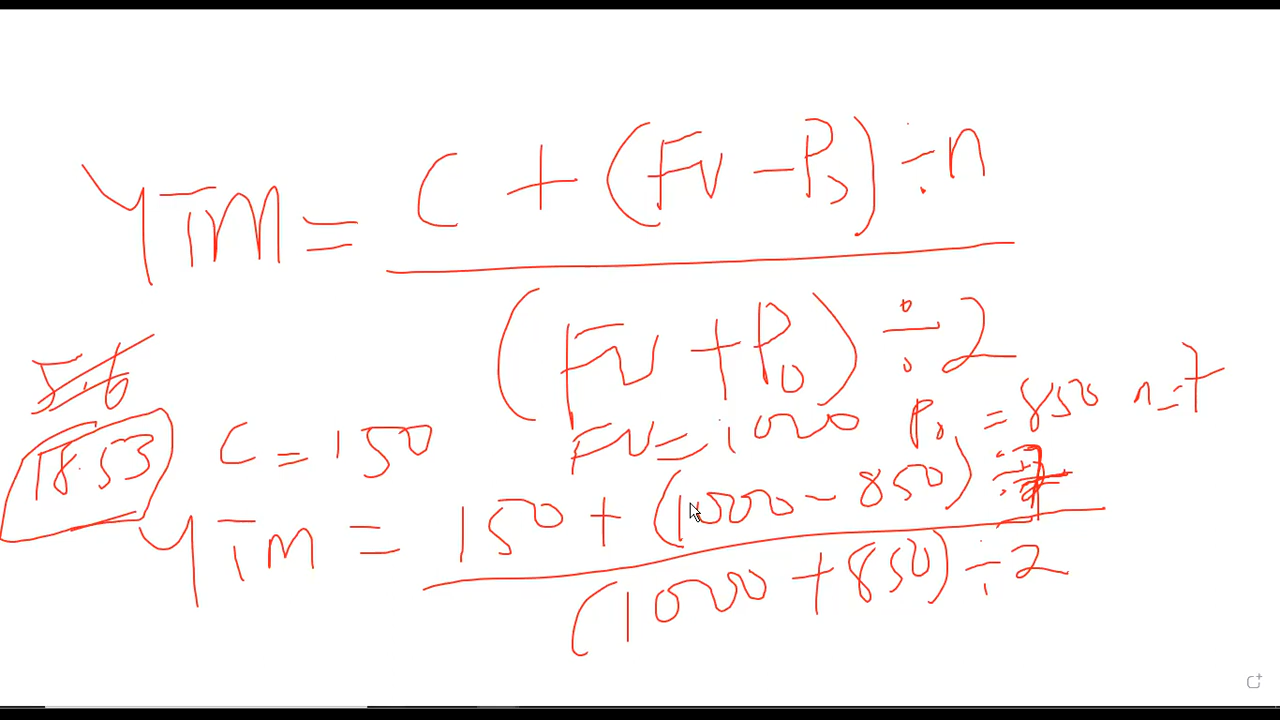 YTM = C + (FV - P0) ÷ n
(FV + P0) ÷ 2
C = 150 FV = 1000 P0 = 850 n = 7
18.53
YTM = 150 + (1000 - 850) ÷ 7
(1000 + 850) ÷ 2